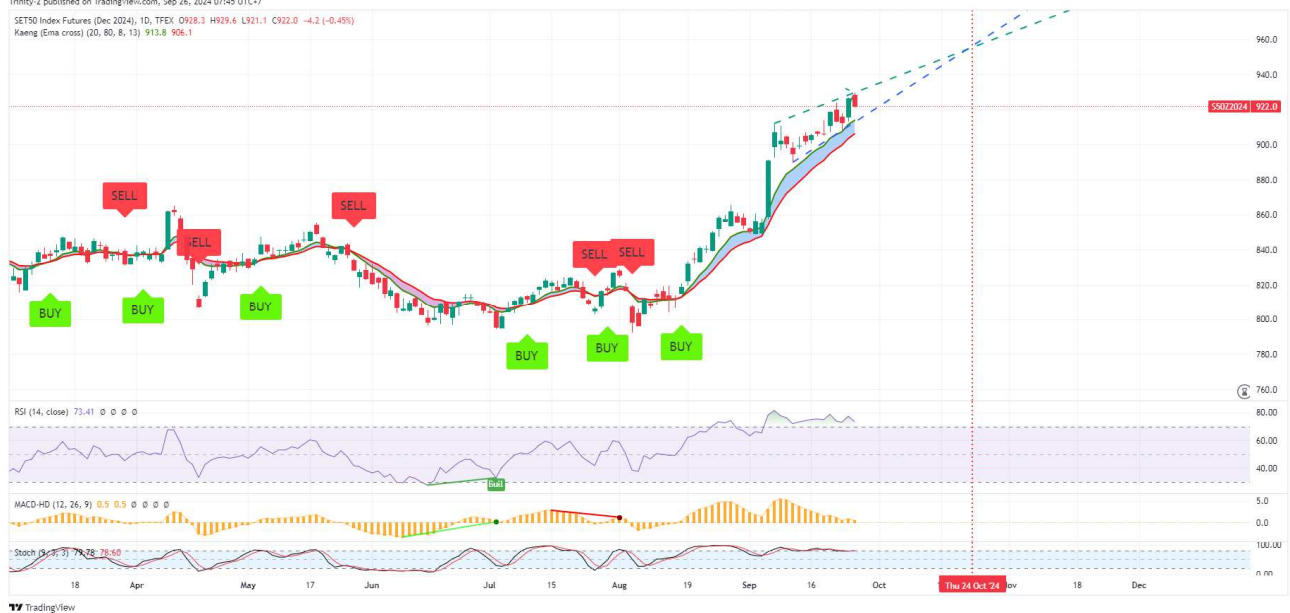 Trinity-Z published on TradingView.com, Sep 26, 2024 07:45 UTC+7
SET50 Index Futures (Dec 2024), 1D, TFEX O928.3 H929.6 L921.1 C922.0 −4.2 (−0.45%)
Kaeng (Ema cross) (20, 80, 8, 13) 913.8 906.1
960.0
940.0
S50Z2024 922.0
900.0
880.0
SELL
SELL
860.0
SELL
SELL
SELL
840.0
820.0
BUY
BUY
BUY
800.0
BUY
BUY
BUY
780.0
760.0
RSI (14, close) 73.41 Ø Ø Ø Ø
80.00
60.00
40.00
Bull
MACD-HD (12, 26, 9) 0.5 0.5 Ø Ø Ø Ø
5.0
0.0
Stoch (9, 3, 3) 79.78 78.60
100.00
0.00
18 Apr May 17 Jun Jul 15 Aug 19 Sep 16 Oct Thu 24 Oct '24 18 Dec
TradingView